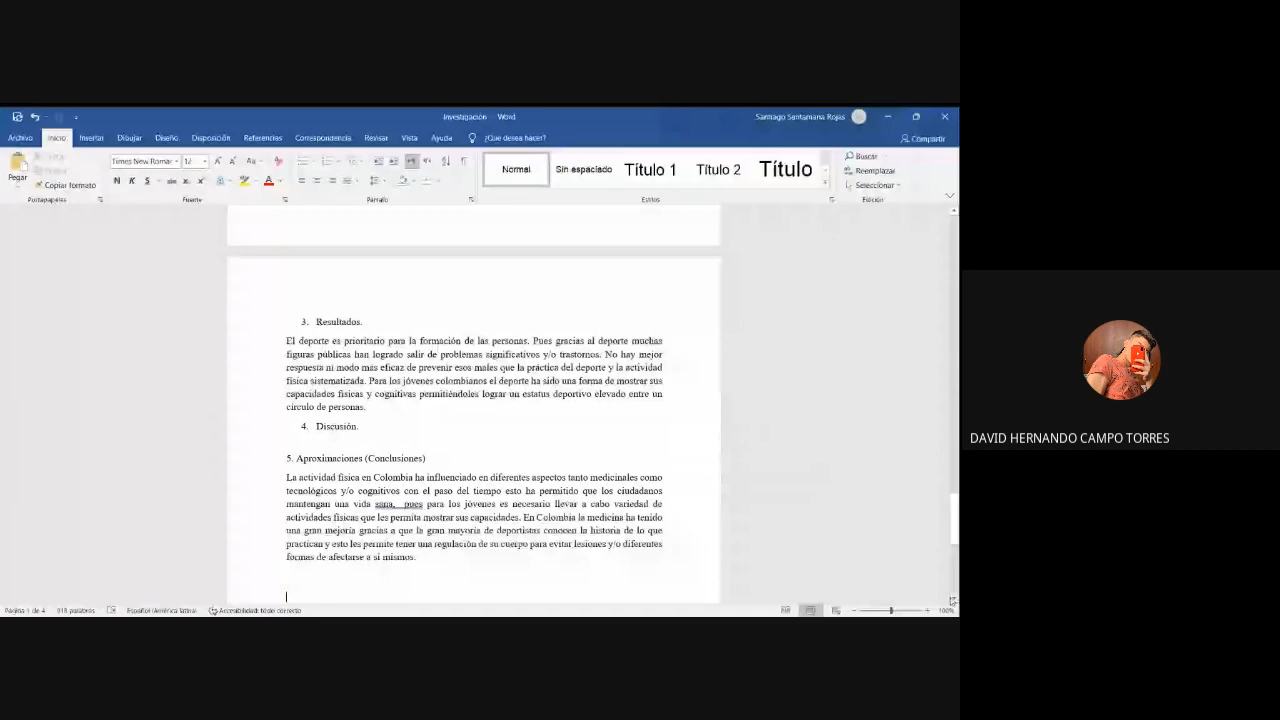 Investigación - Word
Santiago Santamaria Rojas
Archivo Inicio Insertar Dibujar Diseño Disposición Referencias Correspondencia Revisar Vista Ayuda ¿Qué desea hacer? Compartir
Pegar
Copiar formato
Portapapeles
Times New Roman 12
N K S
Fuente
Párrafo
Normal Sin espaciado Título 1 Título 2 Título
Estilos
Buscar
Reemplazar
Seleccionar
Edición
3. Resultados.
El deporte es prioritario para la formación de las personas. Pues gracias al deporte muchas
figuras públicas han logrado salir de problemas significativos y/o trastornos. No hay mejor
respuesta ni modo más eficaz de prevenir esos males que la práctica del deporte y la actividad
física sistematizada. Para los jóvenes colombianos el deporte ha sido una forma de mostrar sus
capacidades físicas y cognitivas permitiéndoles lograr un estatus deportivo elevado entre un
círculo de personas.
4. Discusión.
5. Aproximaciones (Conclusiones)
La actividad física en Colombia ha influenciado en diferentes aspectos tanto medicinales como
tecnológicos y/o cognitivos con el paso del tiempo esto ha permitido que los ciudadanos
mantengan una vida sana, pues para los jóvenes es necesario llevar a cabo variedad de
actividades físicas que les permita mostrar sus capacidades. En Colombia la medicina ha tenido
una gran mejoría gracias a que la gran mayoría de deportistas conocen la historia de lo que
practican y esto les permite tener una regulación de su cuerpo para evitar lesiones y/o diferentes
formas de afectarse a si mismos.
Página 1 de 4 918 palabras Español (América latina) Accesibilidad: todo correcto 100%
DAVID HERNANDO CAMPO TORRES